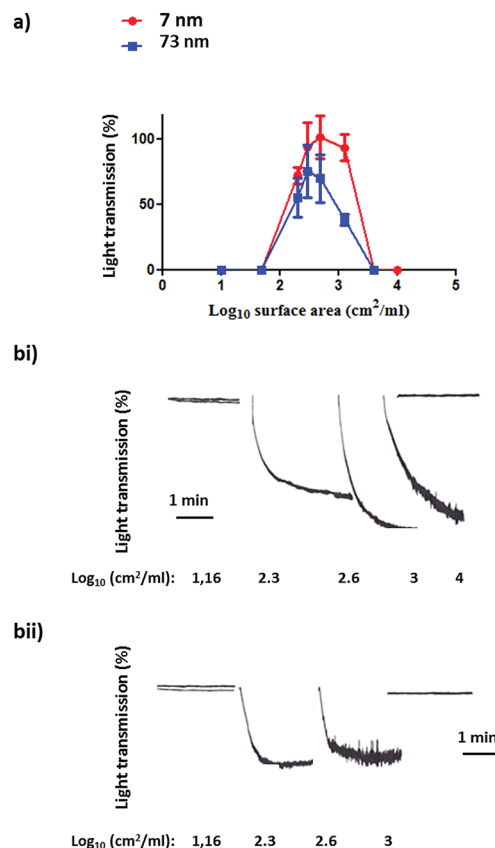 a)
7 nm
73 nm
Light transmission (%)
100
50
0
0 1 2 3 4 5
Log10 surface area (cm2/ml)
bi)
Light transmission (%)
1 min
Log10 (cm2/ml): 1,16 2.3 2.6 3 4
bii)
Light transmission (%)
1 min
Log10 (cm2/ml): 1,16 2.3 2.6 3